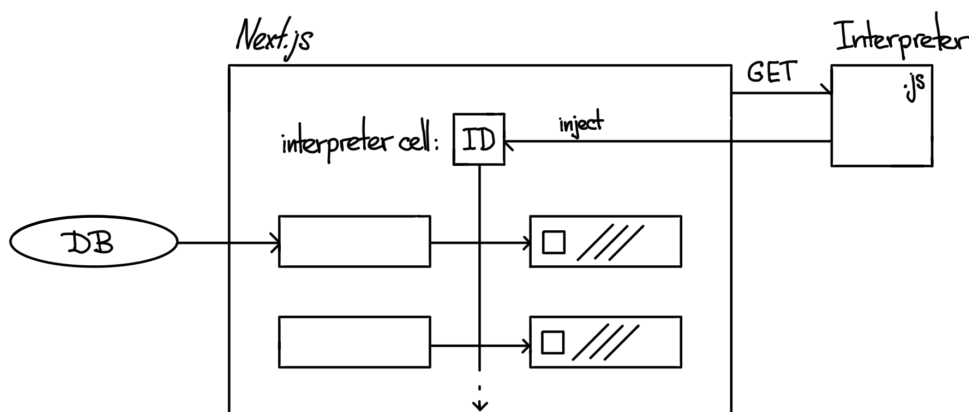 Next.js
Interpreter
GET
.js
inject
interpreter cell:
ID
DB